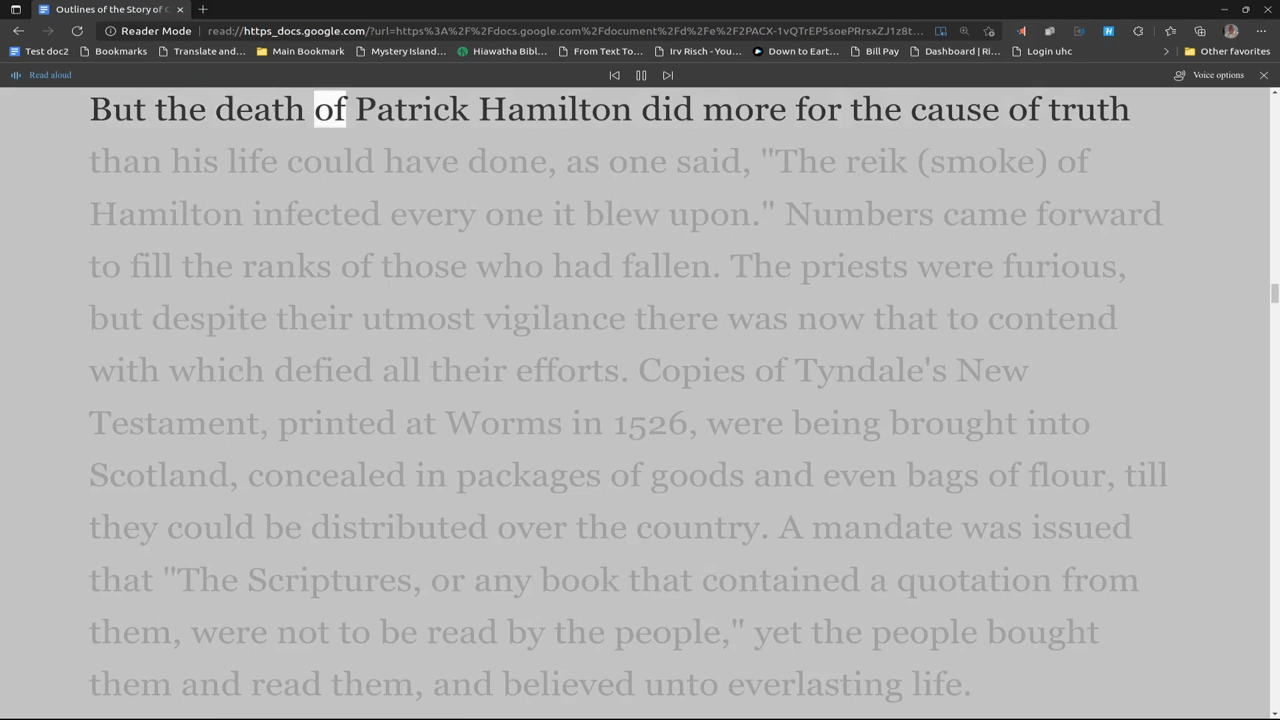 Outlines of the Story of C
Reader Mode
read://https_docs.google.com/?url=https%3A%2F%2Fdocs.google.com%2Fdocument%2Fd%2Fe%2F2PACX-1vQTrEP5ssoePRrsxZJ1z8t...
Test doc2 Bookmarks Translate and... Main Bookmark Mystery Island... Hiawatha Bibl... From Text To... Irv Risch - You... Down to Eart... Bill Pay Dashboard | Ri... Login uhc Other favorites
Read aloud Voice options
But the death of Patrick Hamilton did more for the cause of truth
than his life could have done, as one said, "The reik (smoke) of
Hamilton infected every one it blew upon." Numbers came forward
to fill the ranks of those who had fallen. The priests were furious,
but despite their utmost vigilance there was now that to contend
with which defied all their efforts. Copies of Tyndale's New
Testament, printed at Worms in 1526, were being brought into
Scotland, concealed in packages of goods and even bags of flour, till
they could be distributed over the country. A mandate was issued
that "The Scriptures, or any book that contained a quotation from
them, were not to be read by the people," yet the people bought
them and read them, and believed unto everlasting life.